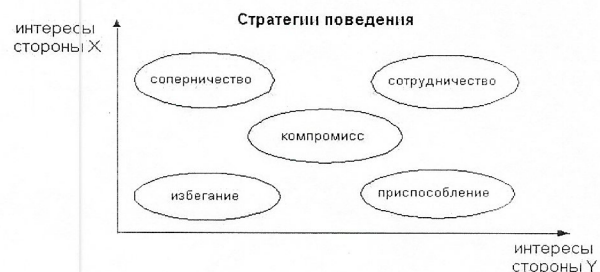 Стратегии поведения
интересы
стороны X
соперничество
сотрудничество
компромисс
избегание
приспособление
интересы
стороны Y